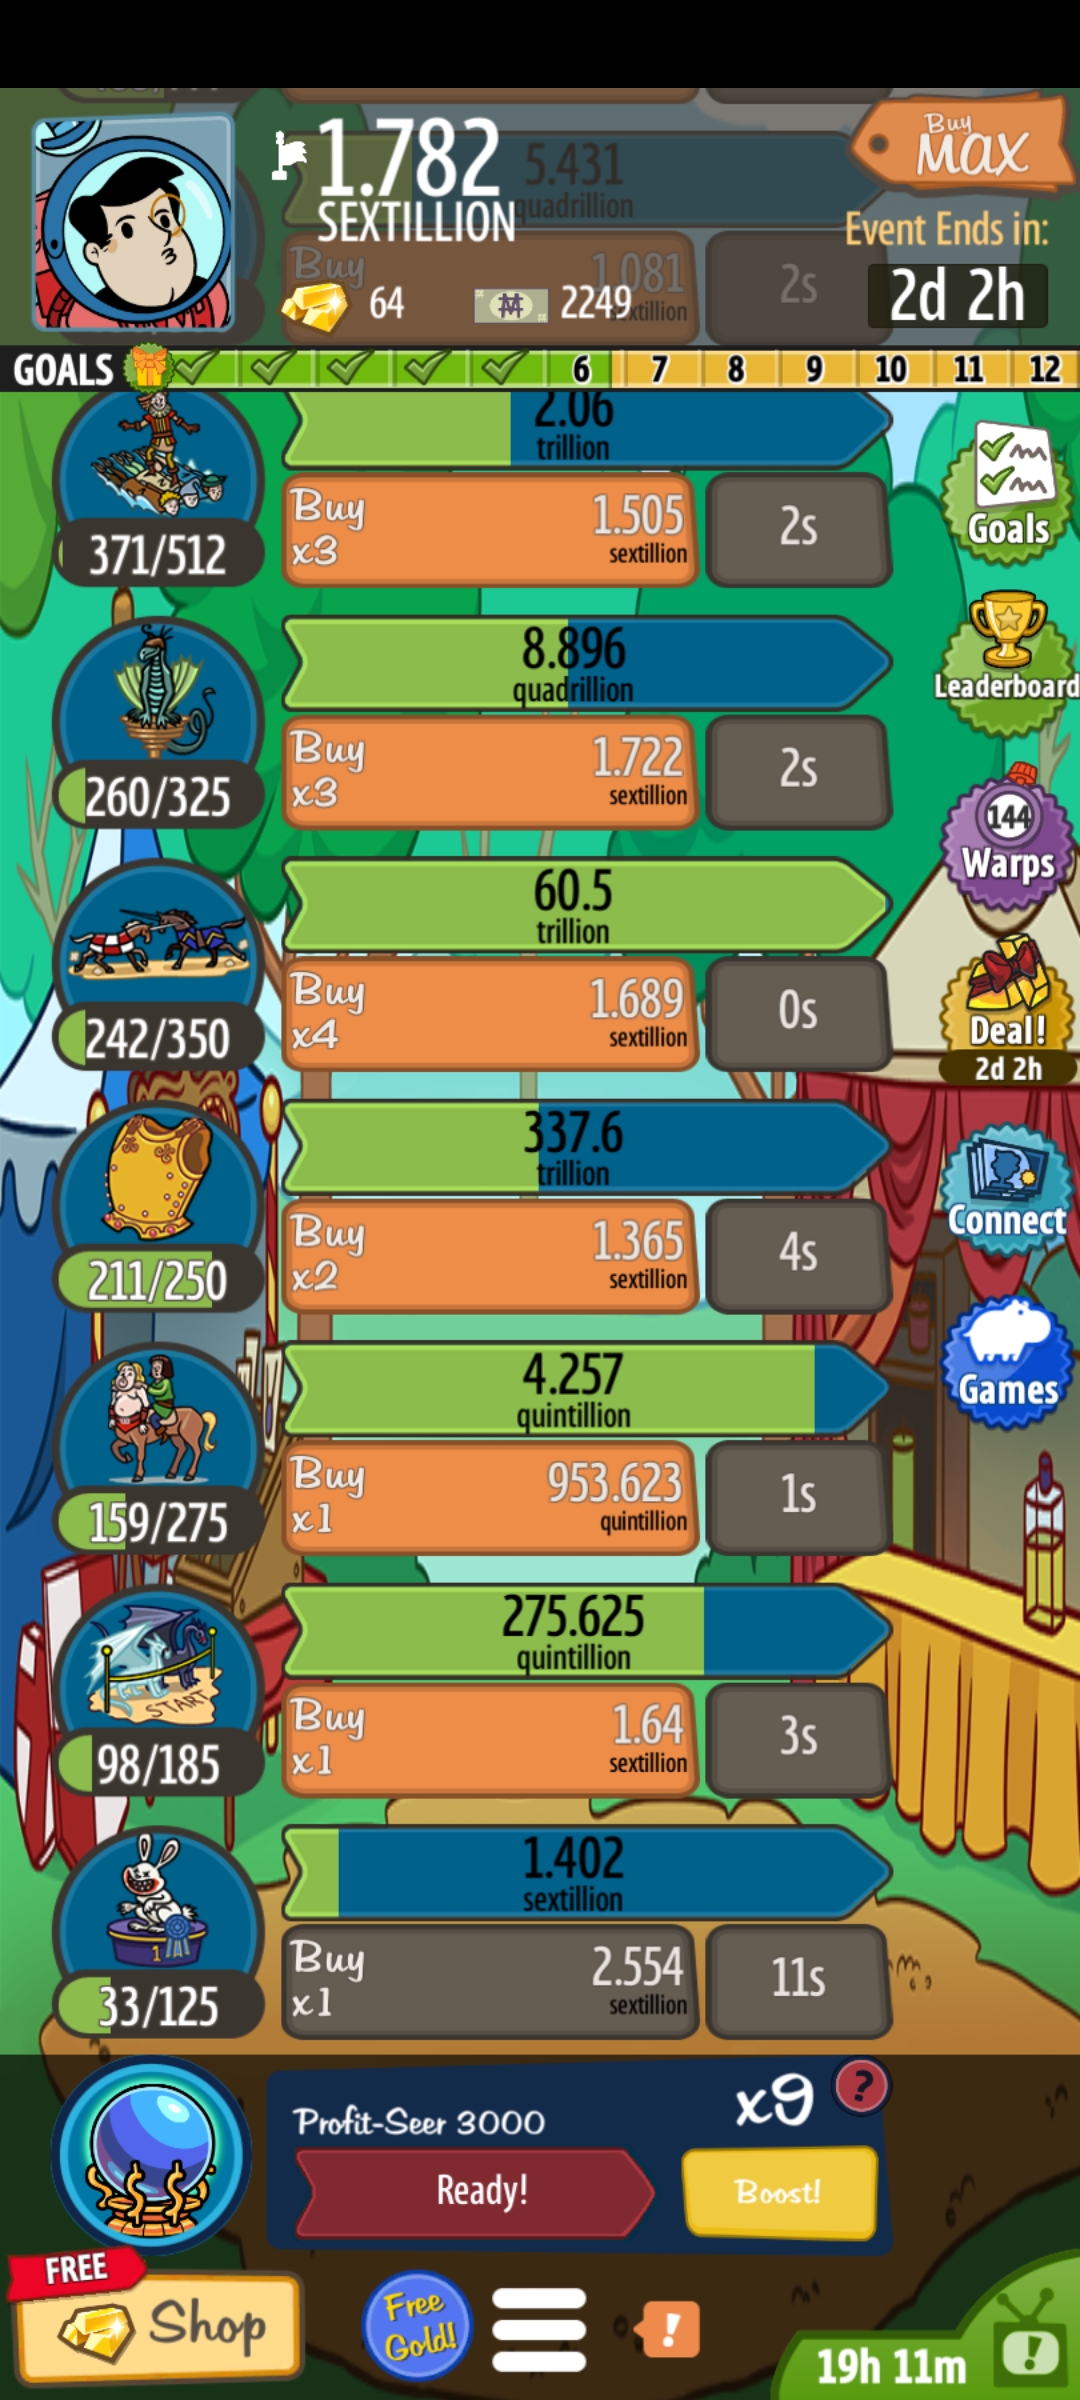 1.782
SEXTILLION
64
2249
Buy
MAX
Event Ends in:
2d 2h
5.431
quadrillion
Buy
1.081
sextillion
2s
GOALS
6 7 8 9 10 11 12
2.06
trillion
371/512
Buy
x3
1.505
sextillion
2s
Goals
8.896
quadrillion
260/325
Buy
x3
1.722
sextillion
2s
Leaderboard
144
Warps
60.5
trillion
242/350
Buy
x4
1.689
sextillion
0s
Deal!
2d 2h
337.6
trillion
211/250
Buy
x2
1.365
sextillion
4s
Connect
4.257
quintillion
159/275
Buy
x1
953.623
quintillion
1s
Games
275.625
quintillion
START
98/185
Buy
x1
1.64
sextillion
3s
1.402
sextillion
1
33/125
Buy
x1
2.554
sextillion
11s
Profit-Seer 3000
x9
?
Ready!
Boost!
FREE
Shop
Free
Gold!
!
19h 11m
!